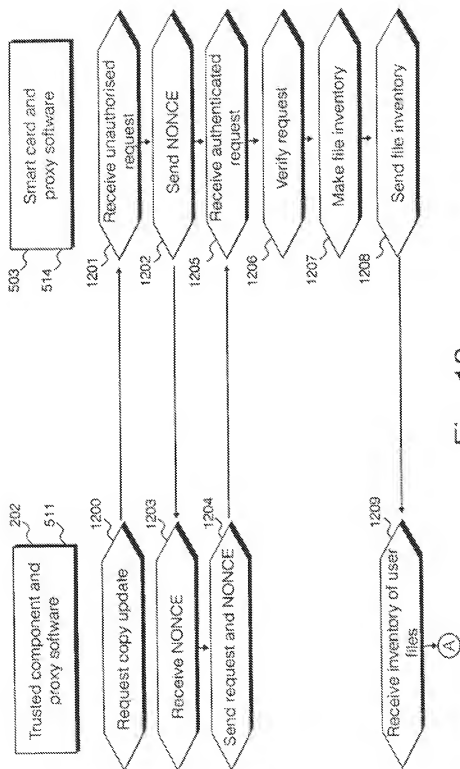 Trusted component and
proxy software
202
511
Smart card and
proxy software
503
514
Request copy update
1200
Receive unauthorised
request
1201
Receive NONCE
1203
Send NONCE
1202
Send request and NONCE
1204
Receive authenticated
request
1205
Verify request
1206
Make file inventory
1207
Send file inventory
1208
Receive inventory of user
files
1209
A